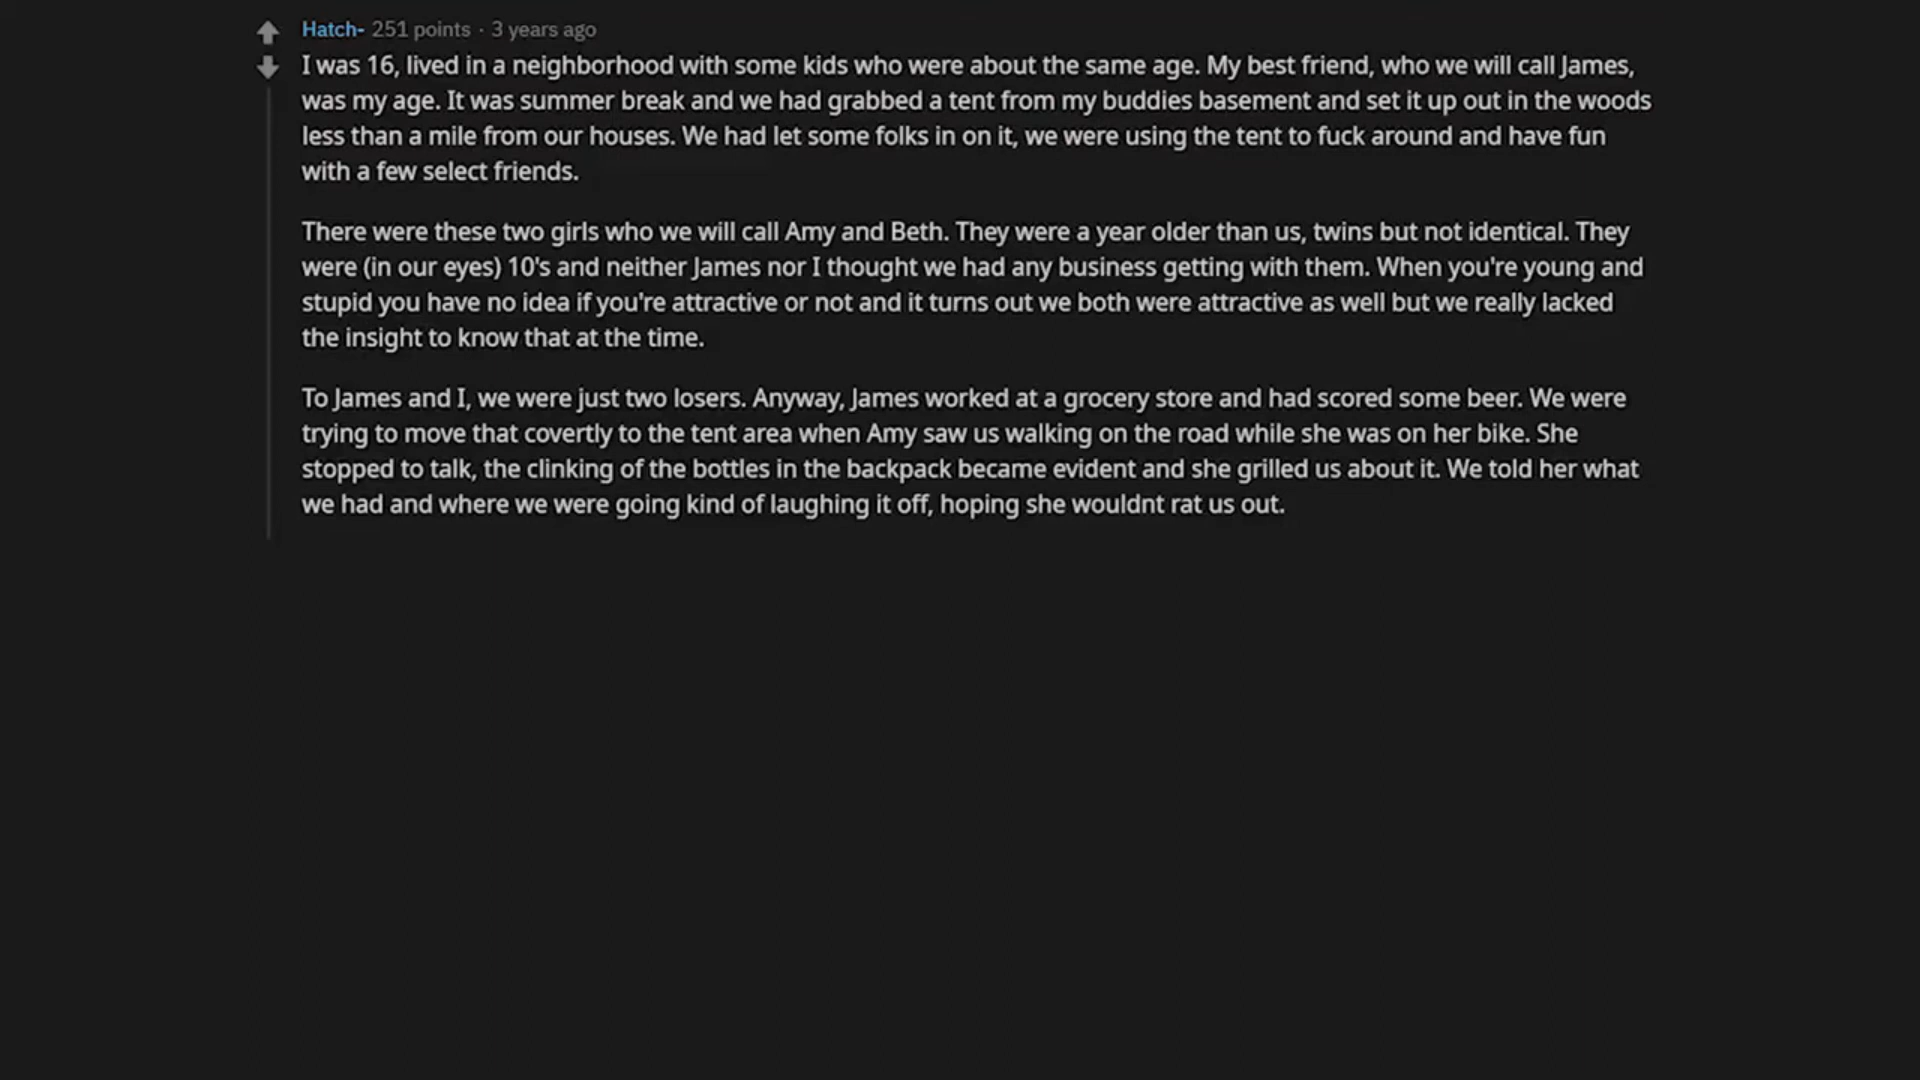 Hatch- 251 points · 3 years ago
I was 16, lived in a neighborhood with some kids who were about the same age. My best friend, who we will call James,
was my age. It was summer break and we had grabbed a tent from my buddies basement and set it up out in the woods
less than a mile from our houses. We had let some folks in on it, we were using the tent to fuck around and have fun
with a few select friends.
There were these two girls who we will call Amy and Beth. They were a year older than us, twins but not identical. They
were (in our eyes) 10's and neither James nor I thought we had any business getting with them. When you're young and
stupid you have no idea if you're attractive or not and it turns out we both were attractive as well but we really lacked
the insight to know that at the time.
To James and I, we were just two losers. Anyway, James worked at a grocery store and had scored some beer. We were
trying to move that covertly to the tent area when Amy saw us walking on the road while she was on her bike. She
stopped to talk, the clinking of the bottles in the backpack became evident and she grilled us about it. We told her what
we had and where we were going kind of laughing it off, hoping she wouldnt rat us out.